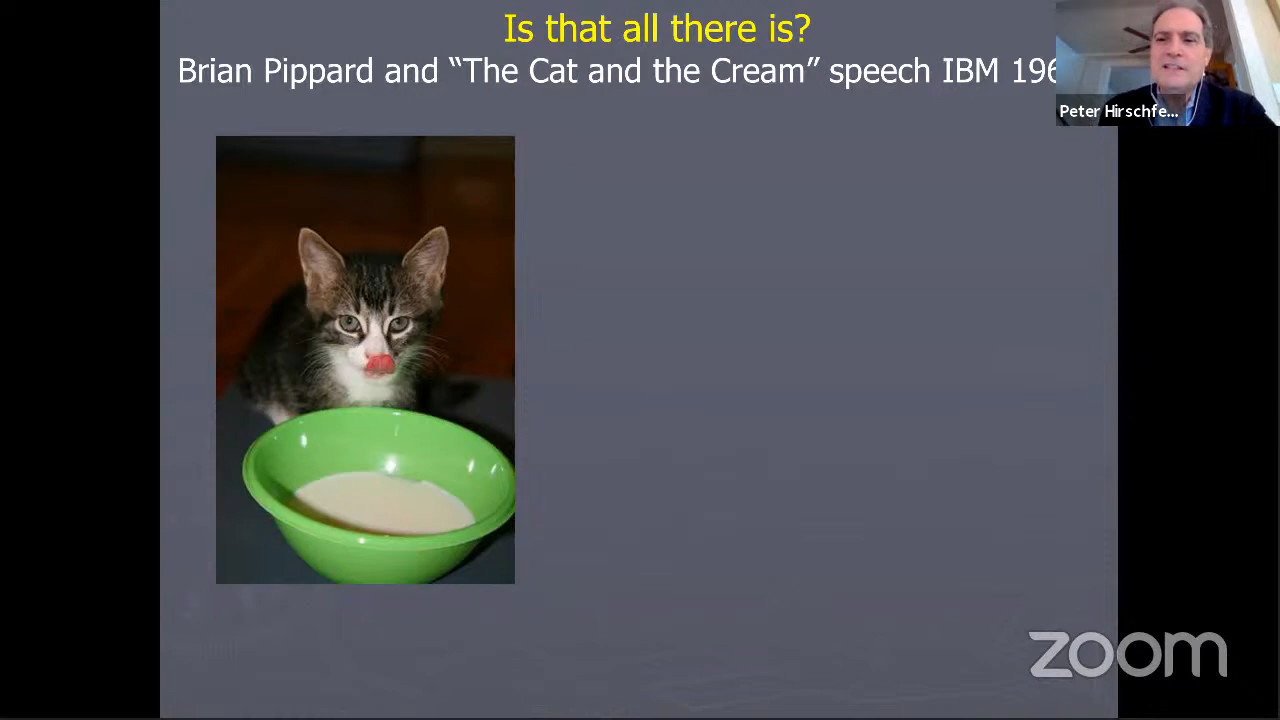 Is that all there is?
Brian Pippard and “The Cat and the Cream” speech IBM 196
Peter Hirschfe...
zoom